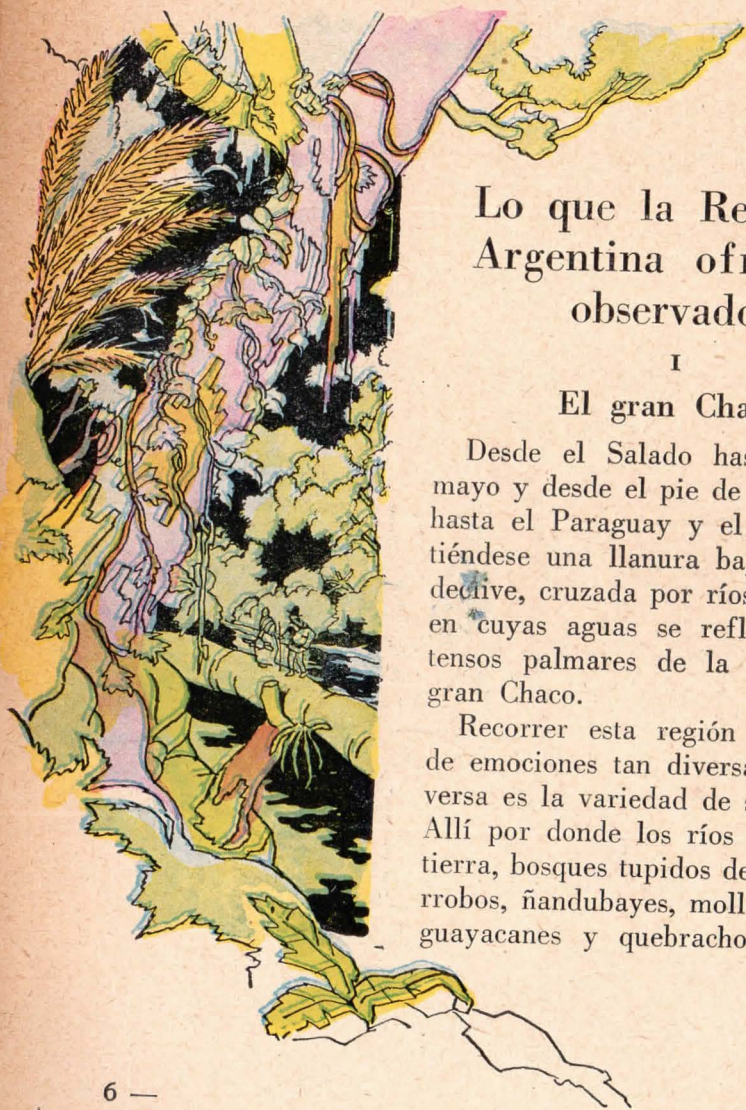 Lo que la Re
Argentina ofr
observado
I
El gran Cha
Desde el Salado has
mayo y desde el pie de
hasta el Paraguay y el
tiéndese una llanura ba
declive, cruzada por ríos
en cuyas aguas se refl
tensos palmares de la
gran Chaco.
Recorrer esta región
de emociones tan diversa
versa es la variedad de
Allí por donde los ríos
tierra, bosques tupidos de
rrobos, ñandubayes, moll
guayacanes y quebracho
6 —